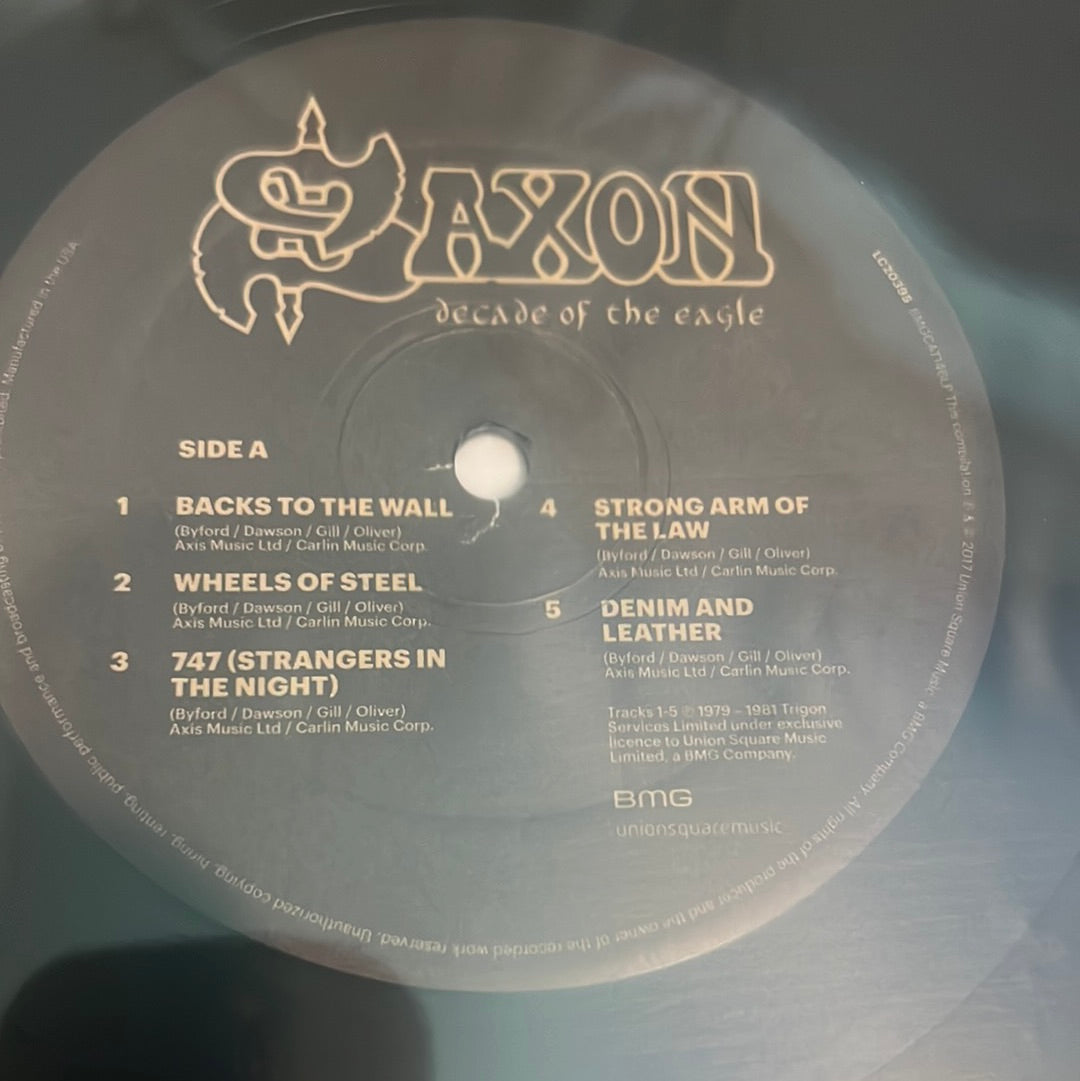 SAXON
decade of the eagle
SIDE A
1 BACKS TO THE WALL
(Byford / Dawson / Gill / Oliver)
Axis Music Ltd / Carlin Music Corp.
2 WHEELS OF STEEL
(Byford / Dawson / Gill / Oliver)
Axis Music Ltd / Carlin Music Corp.
3 747 (STRANGERS IN
THE NIGHT)
(Byford / Dawson / Gill / Oliver)
Axis Music Ltd / Carlin Music Corp.
4 STRONG ARM OF
THE LAW
(Byford / Dawson / Gill / Oliver)
Axis Music Ltd / Carlin Music Corp.
5 DENIM AND
LEATHER
(Byford / Dawson / Gill / Oliver)
Axis Music Ltd / Carlin Music Corp.
Tracks 1-5 ℗ 1979 – 1981 Trigon
Services Limited under exclusive
licence to Union Square Music
Limited, a BMG Company.
BMG
unionsquaremusic
LC20395 BMGCAT146LP This compilation ℗ & © 2017 Union Square Music, a BMG Company. All rights of the producer and the owner of the recorded work reserved. Unauthorized copying, hiring, renting, public performance and broadcasting Manufactured in the USA